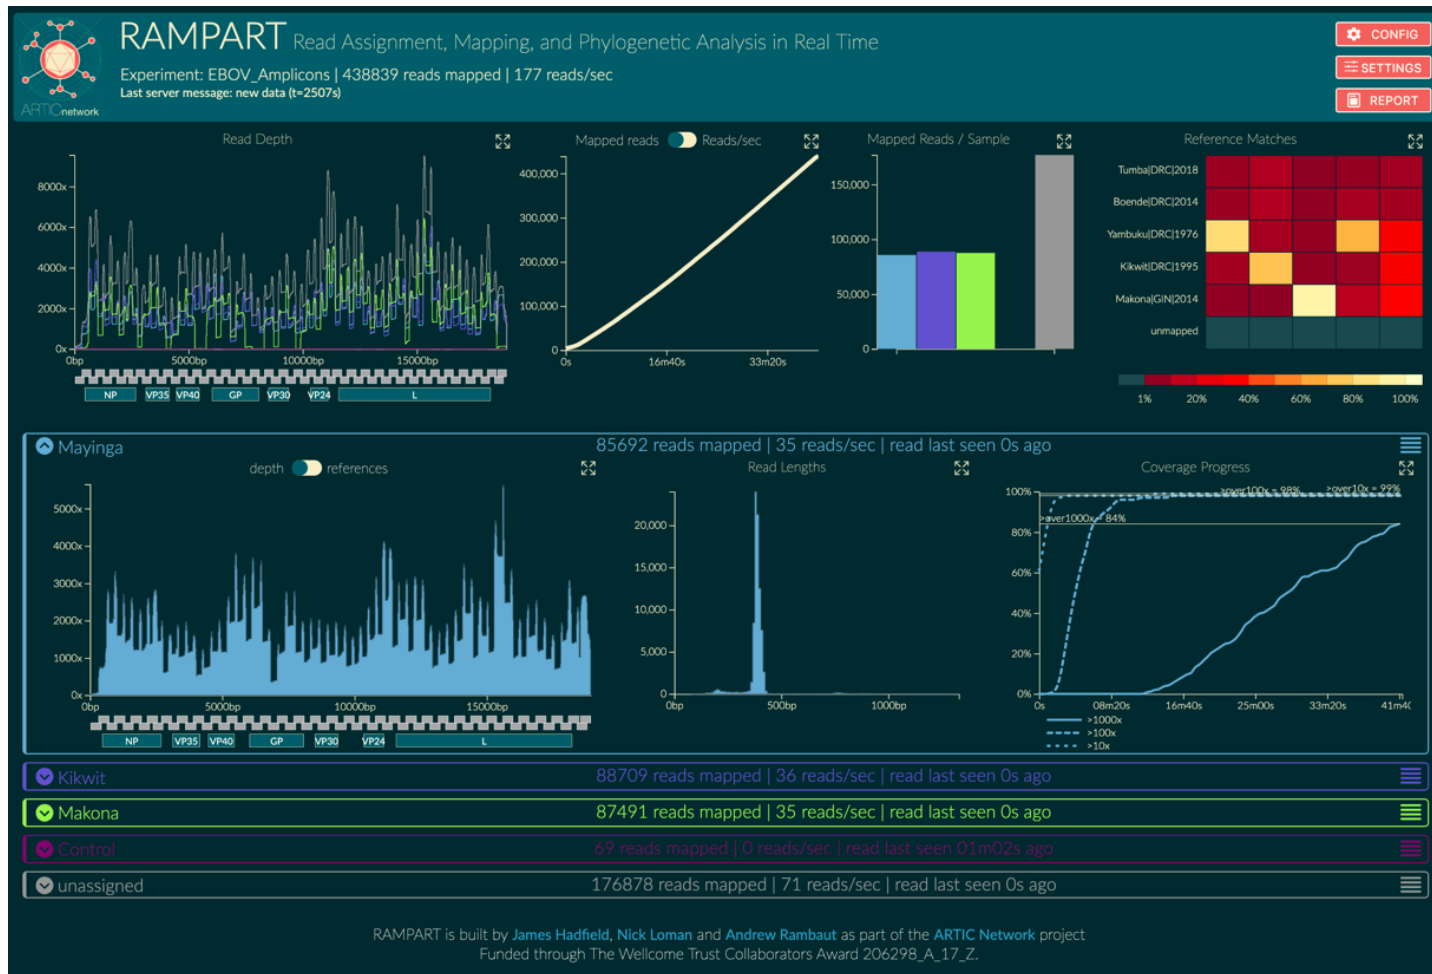 RAMPART Read Assignment, Mapping, and Phylogenetic Analysis in Real Time
Experiment: EBOV_Amplicons | 438839 reads mapped | 177 reads/sec
Last server message: new data (t=2507s)
ARTICnetwork
CONFIG
SETTINGS
REPORT
Read Depth
8000x
6000x
4000x
2000x
0x
0bp 5000bp 10000bp 15000bp
NP VP35 VP40 GP VP30 VP24 L
Mapped reads Reads/sec
400,000
300,000
200,000
100,000
0
0s 16m40s 33m20s
Mapped Reads / Sample
150,000
100,000
50,000
0
Reference Matches
Tumba|DRC|2018
Boende|DRC|2014
Yambuku|DRC|1976
Kikwit|DRC|1995
Makona|GIN|2014
unmapped
1% 20% 40% 60% 80% 100%
Mayinga 85692 reads mapped | 35 reads/sec | read last seen 0s ago
depth references
5000x
4000x
3000x
2000x
1000x
0x
0bp 5000bp 10000bp 15000bp
NP VP35 VP40 GP VP30 VP24 L
Read Lengths
20,000
15,000
10,000
5,000
0
0bp 500bp 1000bp
Coverage Progress
100%
80%
60%
40%
20%
0%
>over100x = 98% >over10x = 99%
>over1000x = 84%
0s 08m20s 16m40s 25m00s 33m20s 41m4(
>1000x
>100x
>10x
Kikwit 88709 reads mapped | 36 reads/sec | read last seen 0s ago
Makona 87491 reads mapped | 35 reads/sec | read last seen 0s ago
Control 69 reads mapped | 0 reads/sec | read last seen 01m02s ago
unassigned 176878 reads mapped | 71 reads/sec | read last seen 0s ago
RAMPART is built by James Hadfield, Nick Loman and Andrew Rambaut as part of the ARTIC Network project
Funded through The Wellcome Trust Collaborators Award 206298_A_17_Z.